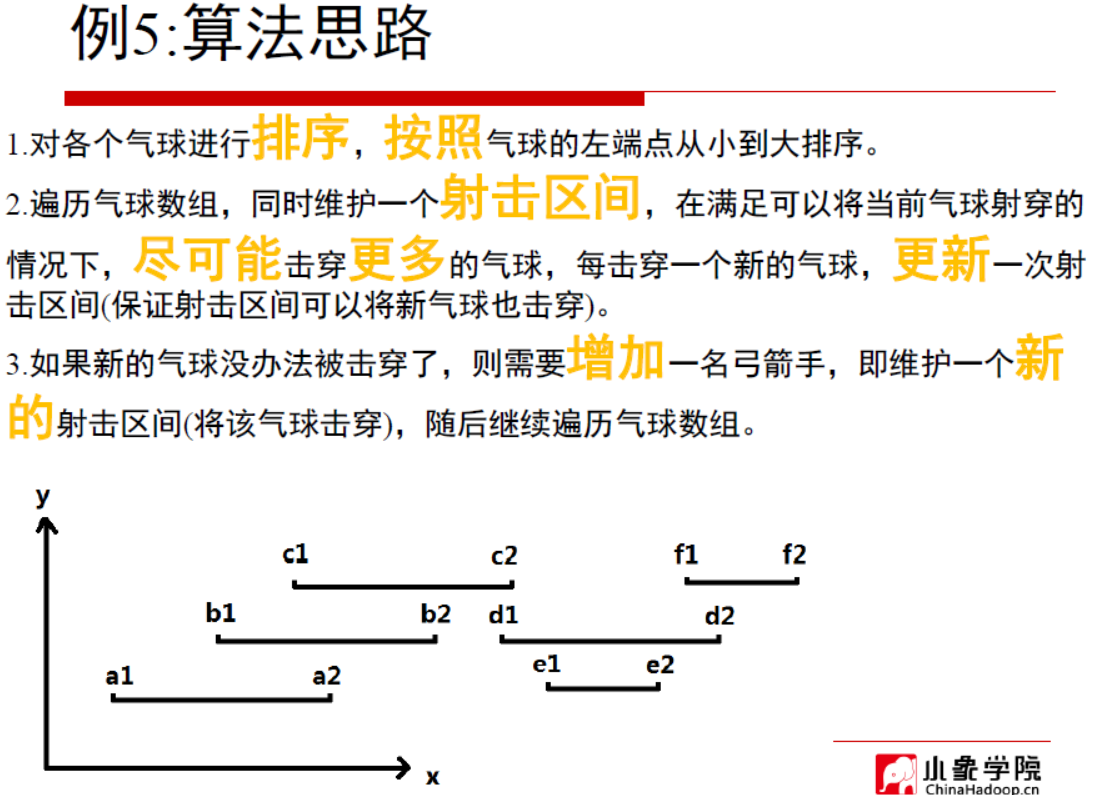 例5:算法思路
1.对各个气球进行排序，按照气球的左端点从小到大排序。
2.遍历气球数组，同时维护一个射击区间，在满足可以将当前气球射穿的
情况下，尽可能击穿更多的气球，每击穿一个新的气球，更新一次射
击区间(保证射击区间可以将新气球也击穿)。
3.如果新的气球没办法被击穿了，则需要增加一名弓箭手，即维护一个新
的射击区间(将该气球击穿)，随后继续遍历气球数组。
y
c1 c2 f1 f2
b1 b2 d1 d2
a1 a2 e1 e2
x
小象学院
ChinaHadoop.cn